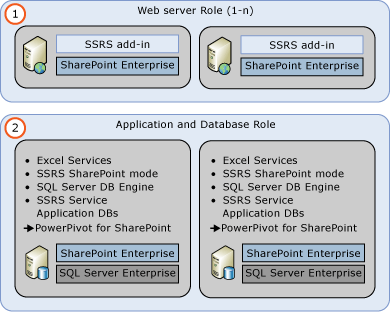 1
Web server Role (1-n)
SSRS add-in
SharePoint Enterprise
SSRS add-in
SharePoint Enterprise
2
Application and Database Role
• Excel Services
• SSRS SharePoint mode
• SQL Server DB Engine
• SSRS Service
Application DBs
➔PowerPivot for SharePoint
SharePoint Enterprise
SQL Server Enterprise
• Excel Services
• SSRS SharePoint mode
• SQL Server DB Engine
• SSRS Service
Application DBs
➔PowerPivot for SharePoint
SharePoint Enterprise
SQL Server Enterprise